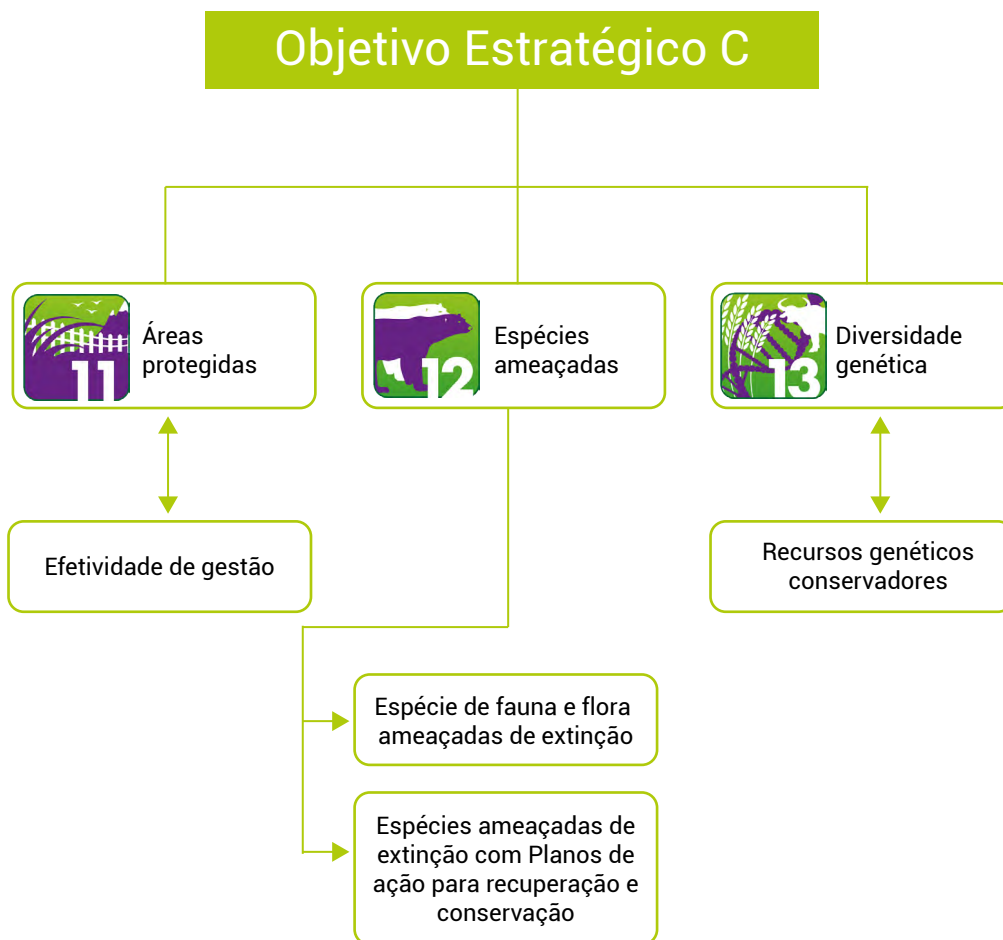 Objetivo Estratégico C
11
Áreas
protegidas
12
Espécies
ameaçadas
13
Diversidade
genética
Efetividade de gestão
Recursos genéticos
conservadores
Espécie de fauna e flora
ameaçadas de extinção
Espécies ameaçadas de
extinção com Planos de
ação para recuperação e
conservação